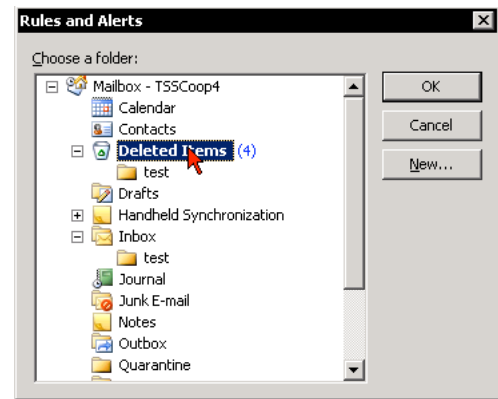 Rules and Alerts
Choose a folder:
Mailbox - TSSCoop4
Calendar
Contacts
Deleted Items (4)
test
Drafts
Handheld Synchronization
Inbox
test
Journal
Junk E-mail
Notes
Outbox
Quarantine
OK
Cancel
New...